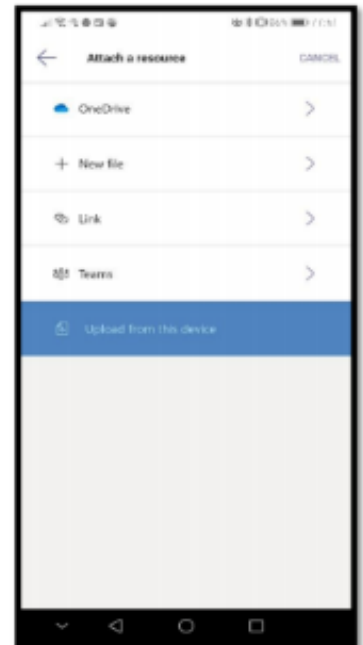 Attach a resource
CANCEL
OneDrive
New file
Link
Teams
Upload from this device